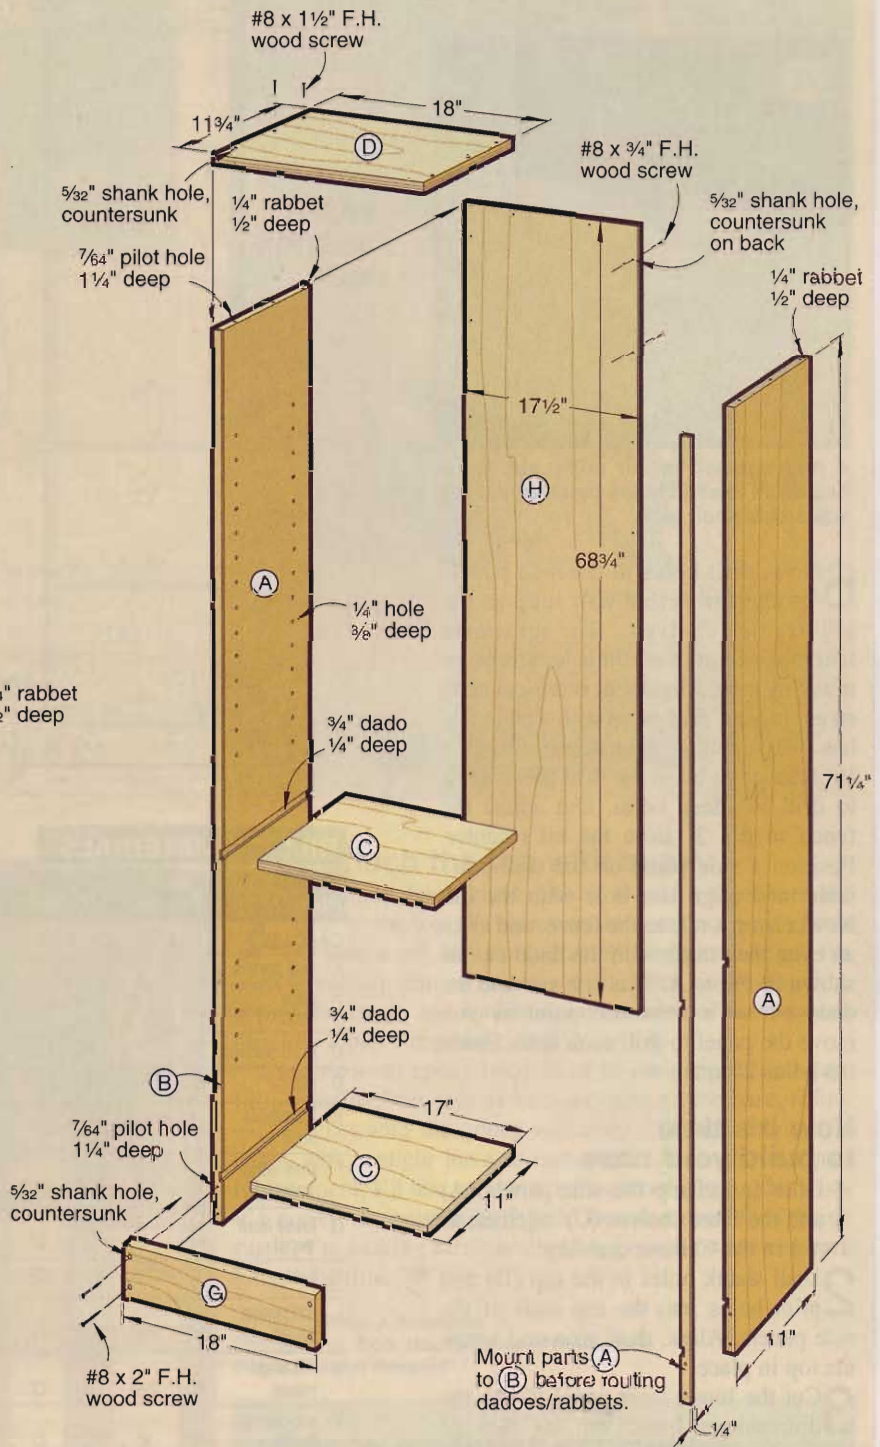 #8 x 1½" F.H.
wood screw
11¾"
18"
D
#8 x ¾" F.H.
wood screw
5/32" shank hole,
countersunk
¼" rabbet
½" deep
5/32" shank hole,
countersunk
on back
7/64" pilot hole
1¼" deep
¼" rabbet
½" deep
17½"
H
68¾"
A
¼" hole
⅜" deep
" rabbet
" deep
¾" dado
¼" deep
71¼"
C
A
¾" dado
¼" deep
B
17"
7/64" pilot hole
1¼" deep
C
5/32" shank hole,
countersunk
11"
G
18"
11"
#8 x 2" F.H.
wood screw
Mount parts A
to B before routing
dadoes/rabbets.
¼"